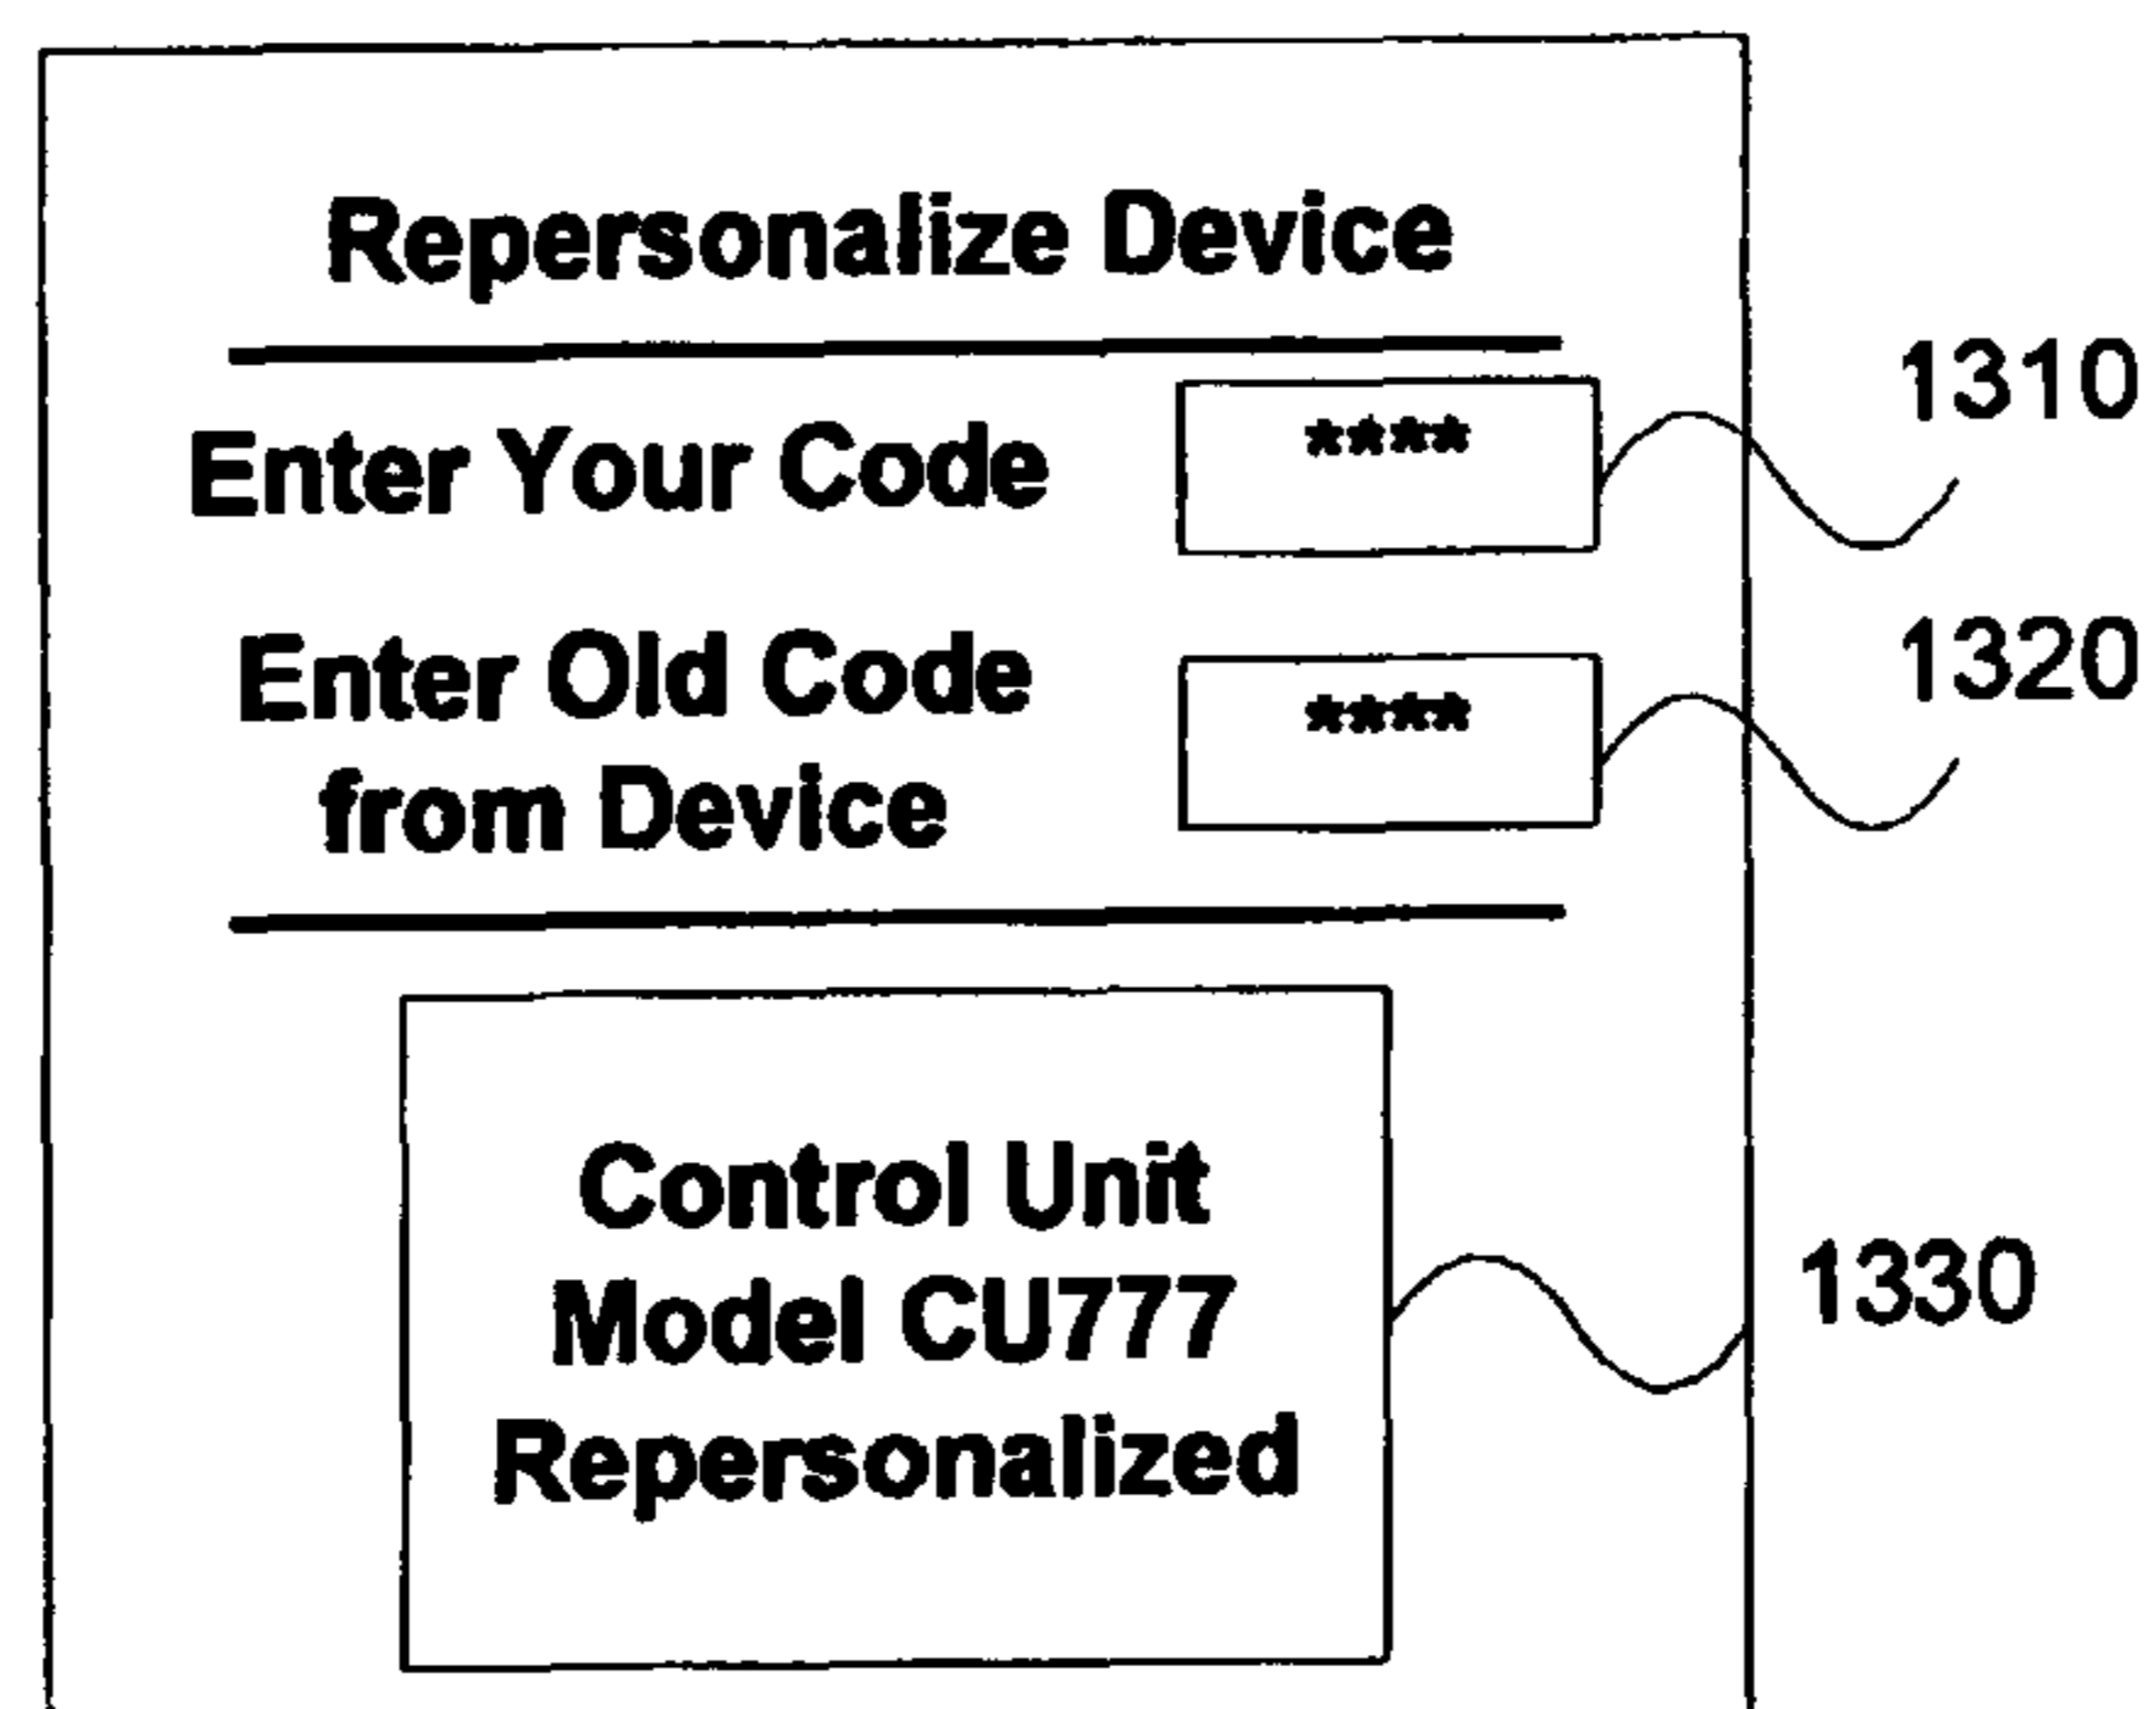 Repersonalize Device
Enter Your Code **** 1310
Enter Old Code
from Device **** 1320
Control Unit
Model CU777
Repersonalized
1330